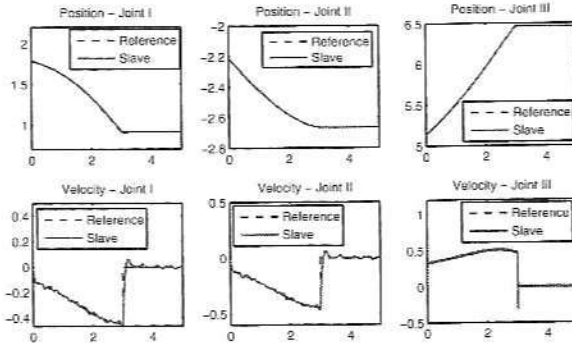 Position – Joint I
2
1.5
1
0 2 4
Reference
Slave
Position – Joint II
-2
-2.2
-2.4
-2.6
-2.8
0 2 4
Reference
Slave
Position – Joint III
6.5
6
5.5
5
0 2 4
Reference
Slave
Velocity – Joint I
0.4
0.2
0
-0.2
-0.4
0 2 4
Reference
Slave
Velocity – Joint II
0.5
0
-0.5
0 2 4
Reference
Slave
Velocity – Joint III
1
0.5
0
-0.5
0 2 4
Reference
Slave